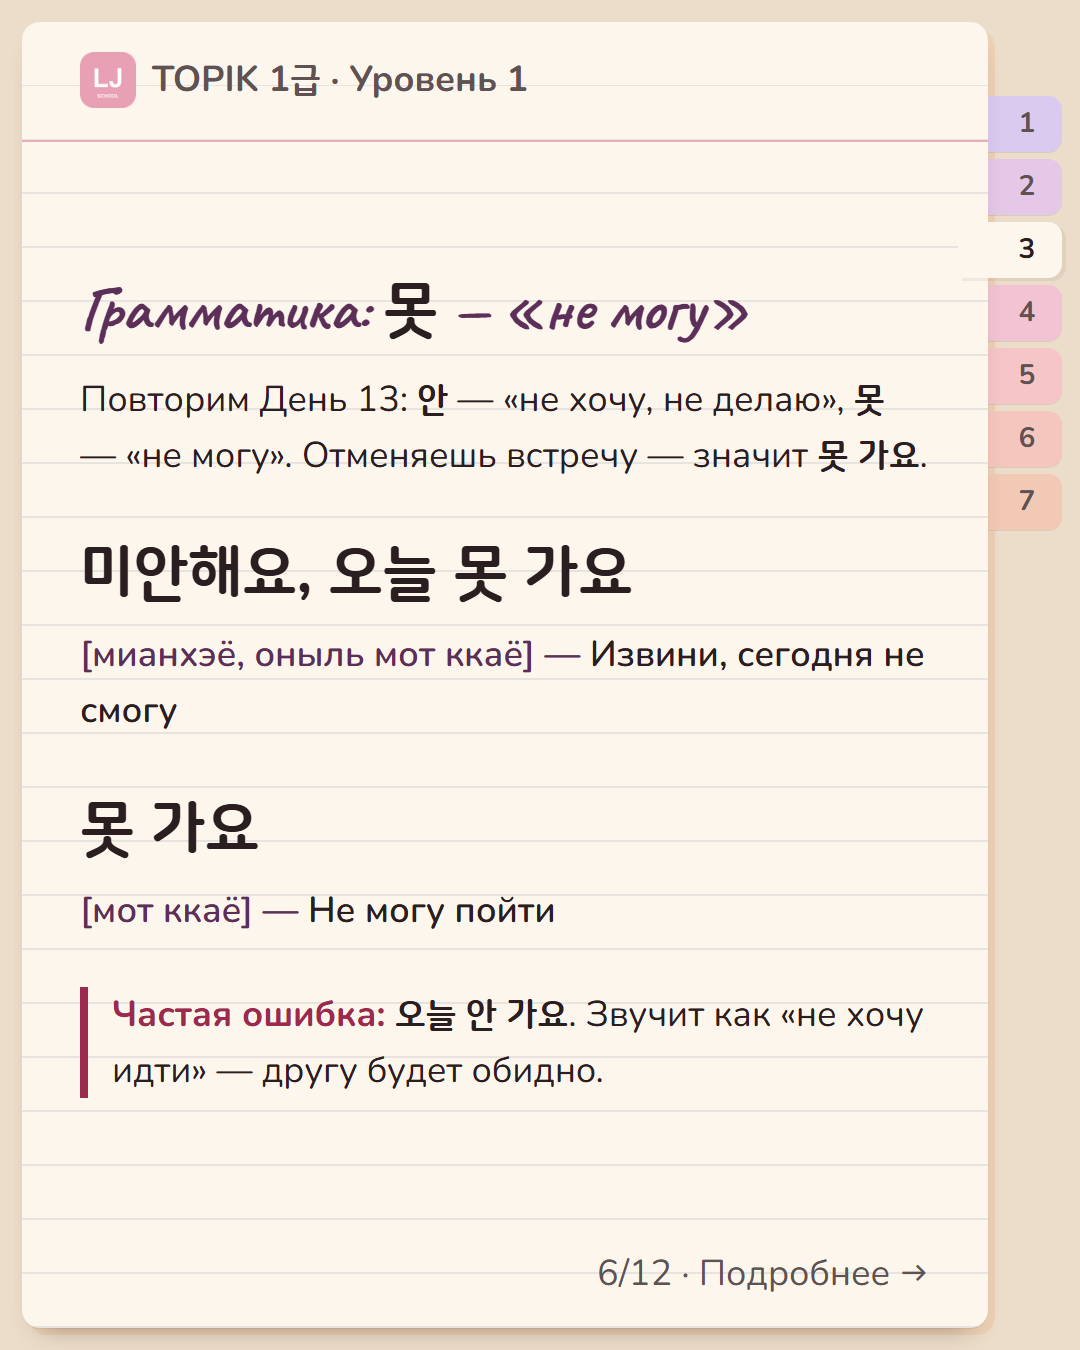 LJ
SCHOOL
TOPIK 1급 · Уровень 1
1
2
3
4
5
6
7
Грамматика: 못 — «не могу»
Повторим День 13: 안 — «не хочу, не делаю», 못
— «не могу». Отменяешь встречу — значит 못 가요.
미안해요, 오늘 못 가요
[мианхэё, оныль мот ккаё] — Извини, сегодня не
смогу
못 가요
[мот ккаё] — Не могу пойти
Частая ошибка: 오늘 안 가요. Звучит как «не хочу
идти» — другу будет обидно.
6/12 · Подробнее →